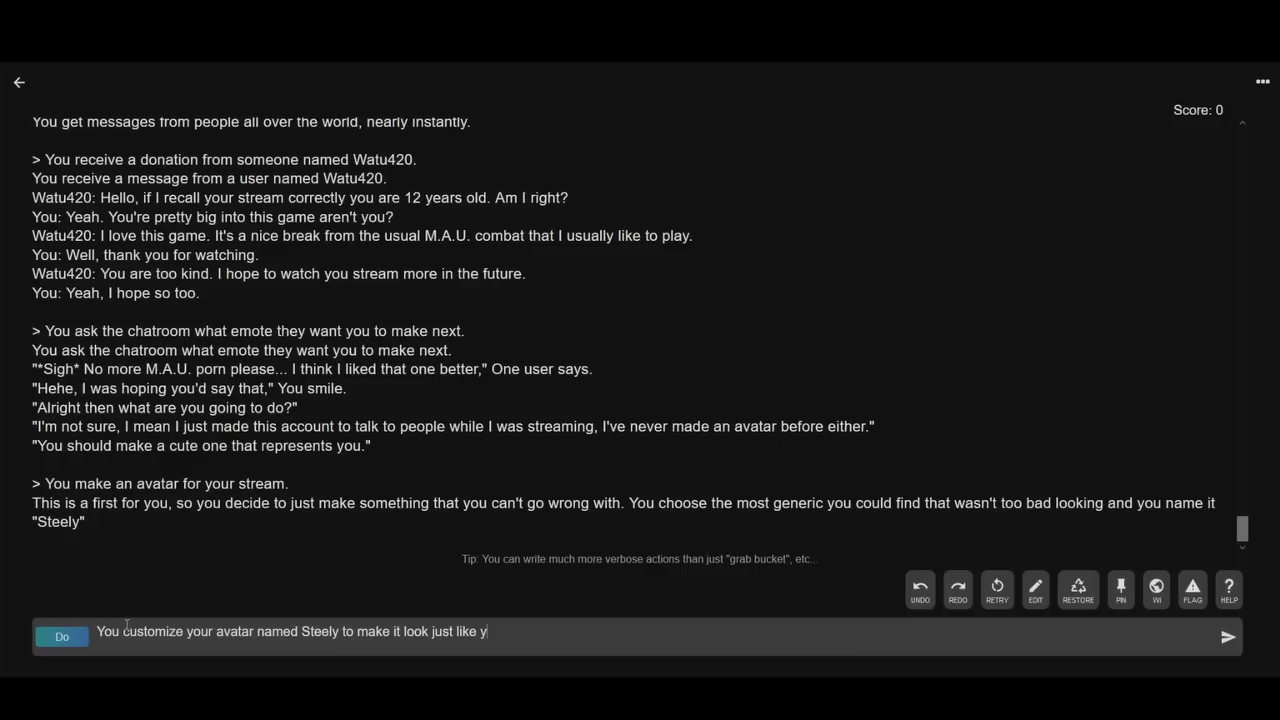 Score: 0
You get messages from people all over the world, nearly instantly.
> You receive a donation from someone named Watu420.
You receive a message from a user named Watu420.
Watu420: Hello, if I recall your stream correctly you are 12 years old. Am I right?
You: Yeah. You're pretty big into this game aren't you?
Watu420: I love this game. It's a nice break from the usual M.A.U. combat that I usually like to play.
You: Well, thank you for watching.
Watu420: You are too kind. I hope to watch you stream more in the future.
You: Yeah, I hope so too.
> You ask the chatroom what emote they want you to make next.
You ask the chatroom what emote they want you to make next.
"*Sigh* No more M.A.U. porn please... I think I liked that one better," One user says.
"Hehe, I was hoping you'd say that," You smile.
"Alright then what are you going to do?"
"I'm not sure, I mean I just made this account to talk to people while I was streaming, I've never made an avatar before either."
"You should make a cute one that represents you."
> You make an avatar for your stream.
This is a first for you, so you decide to just make something that you can't go wrong with. You choose the most generic you could find that wasn't too bad looking and you name it
"Steely"
Tip: You can write much more verbose actions than just "grab bucket", etc...
UNDO REDO RETRY EDIT RESTORE PIN WI FLAG HELP
Do You customize your avatar named Steely to make it look just like y